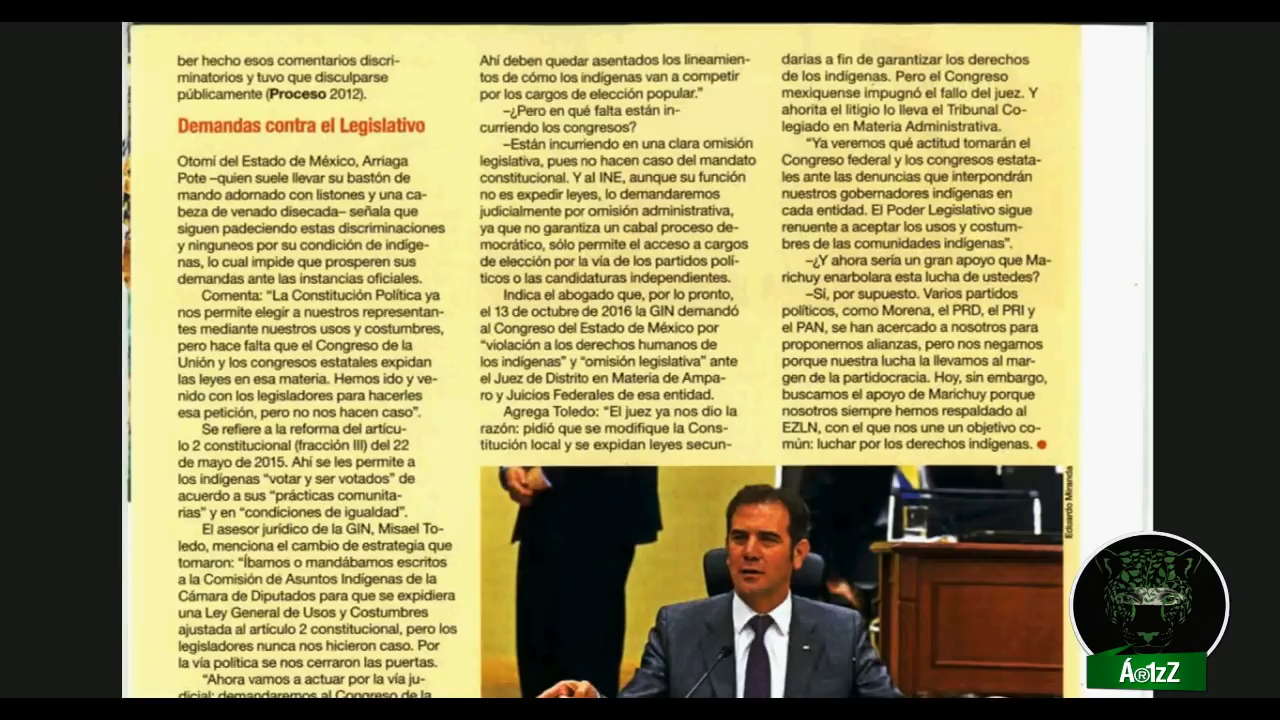 ber hecho esos comentarios discri-
minatorios y tuvo que disculparse
públicamente (Proceso 2012).
Demandas contra el Legislativo
Otomí del Estado de México, Arriaga
Pote –quien suele llevar su bastón de
mando adornado con listones y una ca-
beza de venado disecada– señala que
siguen padeciendo estas discriminaciones
y ninguneos por su condición de indíge-
nas, lo cual impide que prosperen sus
demandas ante las instancias oficiales.
Comenta: “La Constitución Política ya
nos permite elegir a nuestros representan-
tes mediante nuestros usos y costumbres,
pero hace falta que el Congreso de la
Unión y los congresos estatales expidan
las leyes en esa materia. Hemos ido y ve-
nido con los legisladores para hacerles
esa petición, pero no nos hacen caso”.
Se refiere a la reforma del artícu-
lo 2 constitucional (fracción III) del 22
de mayo de 2015. Ahí se les permite a
los indígenas “votar y ser votados” de
acuerdo a sus “prácticas comunita-
rias” y en “condiciones de igualdad”.
El asesor jurídico de la GIN, Misael To-
ledo, menciona el cambio de estrategia que
tomaron: “Íbamos o mandábamos escritos
a la Comisión de Asuntos Indígenas de la
Cámara de Diputados para que se expidiera
una Ley General de Usos y Costumbres
ajustada al artículo 2 constitucional, pero los
legisladores nunca nos hicieron caso. Por
la vía política se nos cerraron las puertas.
“Ahora vamos a actuar por la vía ju-
dicial: demandaremos al Congreso de la
Ahí deben quedar asentados los lineamien-
tos de cómo los indígenas van a competir
por los cargos de elección popular.”
–¿Pero en qué falta están in-
curriendo los congresos?
–Están incurriendo en una clara omisión
legislativa, pues no hacen caso del mandato
constitucional. Y al INE, aunque su función
no es expedir leyes, lo demandaremos
judicialmente por omisión administrativa,
ya que no garantiza un cabal proceso de-
mocrático, sólo permite el acceso a cargos
de elección por la vía de los partidos polí-
ticos o las candidaturas independientes.
Indica el abogado que, por lo pronto,
el 13 de octubre de 2016 la GIN demandó
al Congreso del Estado de México por
“violación a los derechos humanos de
los indígenas” y “omisión legislativa” ante
el Juez de Distrito en Materia de Ampa-
ro y Juicios Federales de esa entidad.
Agrega Toledo: “El juez ya nos dio la
razón: pidió que se modifique la Cons-
titución local y se expidan leyes secun-
darias a fin de garantizar los derechos
de los indígenas. Pero el Congreso
mexiquense impugnó el fallo del juez. Y
ahorita el litigio lo lleva el Tribunal Co-
legiado en Materia Administrativa.
“Ya veremos qué actitud tomarán el
Congreso federal y los congresos estata-
les ante las denuncias que interpondrán
nuestros gobernadores indígenas en
cada entidad. El Poder Legislativo sigue
renuente a aceptar los usos y costum-
bres de las comunidades indígenas”.
–¿Y ahora sería un gran apoyo que Ma-
richuy enarbolara esta lucha de ustedes?
–Sí, por supuesto. Varios partidos
políticos, como Morena, el PRD, el PRI y
el PAN, se han acercado a nosotros para
proponernos alianzas, pero nos negamos
porque nuestra lucha la llevamos al mar-
gen de la partidocracia. Hoy, sin embargo,
buscamos el apoyo de Marichuy porque
nosotros siempre hemos respaldado al
EZLN, con el que nos une un objetivo co-
mún: luchar por los derechos indígenas.
Eduardo Miranda
Á®1zZ